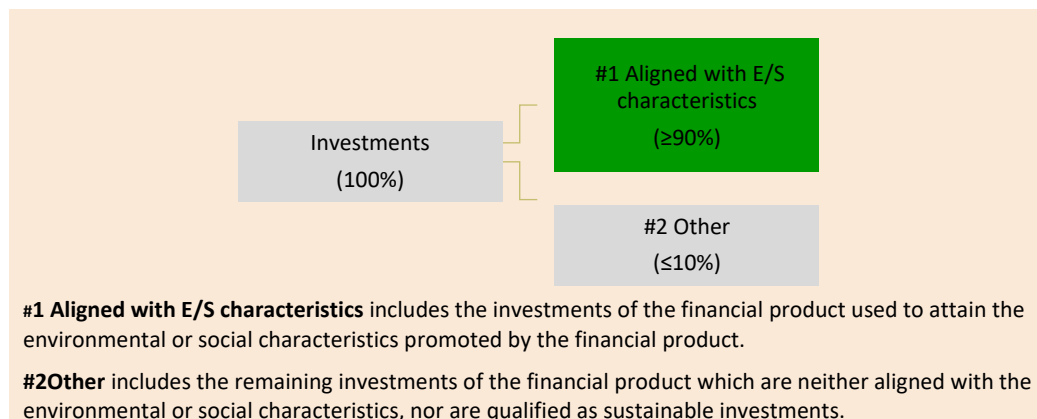 #1 Aligned with E/S
characteristics
(≥90%)
Investments
(100%)
#2 Other
(≤10%)
#1 Aligned with E/S characteristics includes the investments of the financial product used to attain the
environmental or social characteristics promoted by the financial product.
#2Other includes the remaining investments of the financial product which are neither aligned with the
environmental or social characteristics, nor are qualified as sustainable investments.